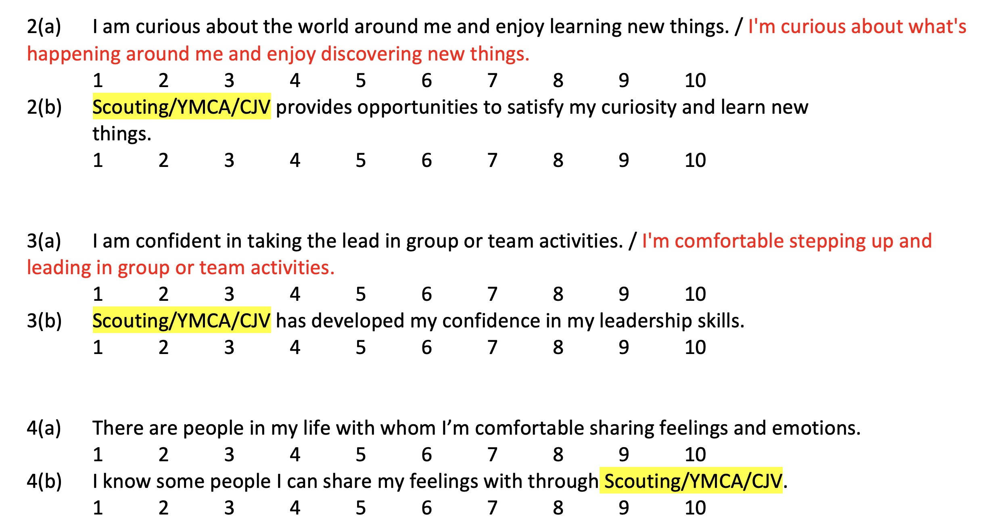 2(a) I am curious about the world around me and enjoy learning new things. / I'm curious about what's
happening around me and enjoy discovering new things.
1 2 3 4 5 6 7 8 9 10
2(b) Scouting/YMCA/CJV provides opportunities to satisfy my curiosity and learn new
things.
1 2 3 4 5 6 7 8 9 10
3(a) I am confident in taking the lead in group or team activities. / I'm comfortable stepping up and
leading in group or team activities.
1 2 3 4 5 6 7 8 9 10
3(b) Scouting/YMCA/CJV has developed my confidence in my leadership skills.
1 2 3 4 5 6 7 8 9 10
4(a) There are people in my life with whom I’m comfortable sharing feelings and emotions.
1 2 3 4 5 6 7 8 9 10
4(b) I know some people I can share my feelings with through Scouting/YMCA/CJV.
1 2 3 4 5 6 7 8 9 10